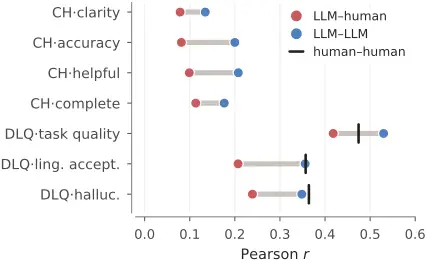 CH·clarity
CH·accuracy
CH·helpful
CH·complete
DLQ·task quality
DLQ·ling. accept.
DLQ·halluc.
LLM–human
LLM–LLM
human–human
0.0 0.1 0.2 0.3 0.4 0.5 0.6
Pearson r